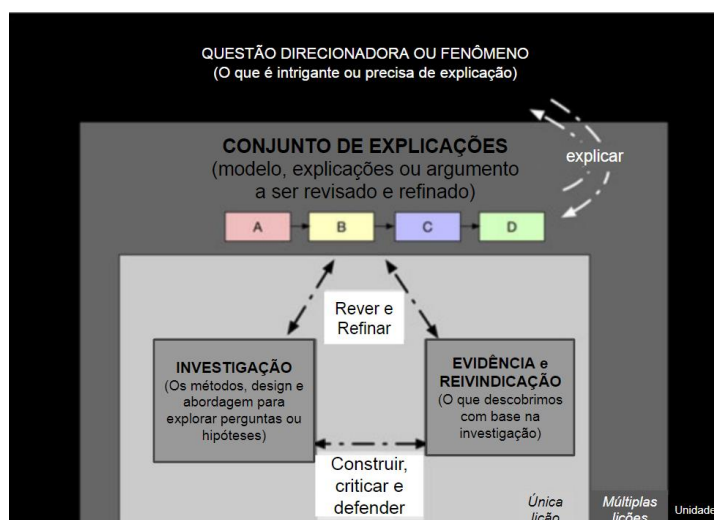 QUESTÃO DIRECIONADORA OU FENÔMENO
(O que é intrigante ou precisa de explicação)
CONJUNTO DE EXPLICAÇÕES
(modelo, explicações ou argumento
a ser revisado e refinado)
explicar
A B C D
Rever e
Refinar
INVESTIGAÇÃO
(Os métodos, design e
abordagem para
explorar perguntas ou
hipóteses)
EVIDÊNCIA e
REIVINDICAÇÃO
(O que descobrimos
com base na
investigação)
Construir,
criticar e
defender
Única
lição
Múltiplas
lições
Unidade